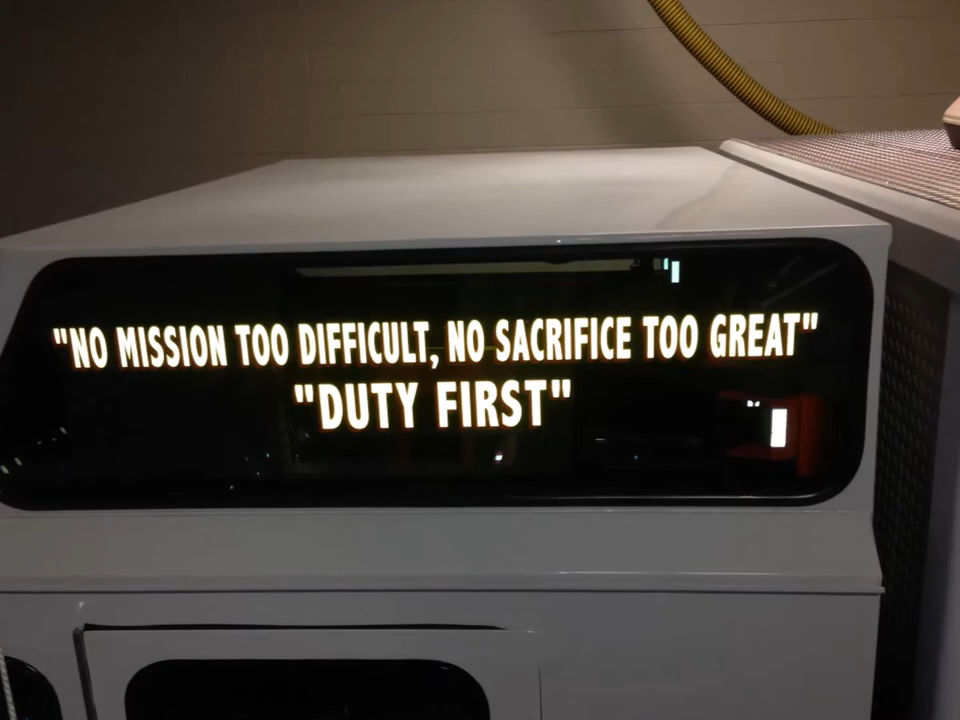 "NO MISSION TOO DIFFICULT, NO SACRIFICE TOO GREAT"
"DUTY FIRST"